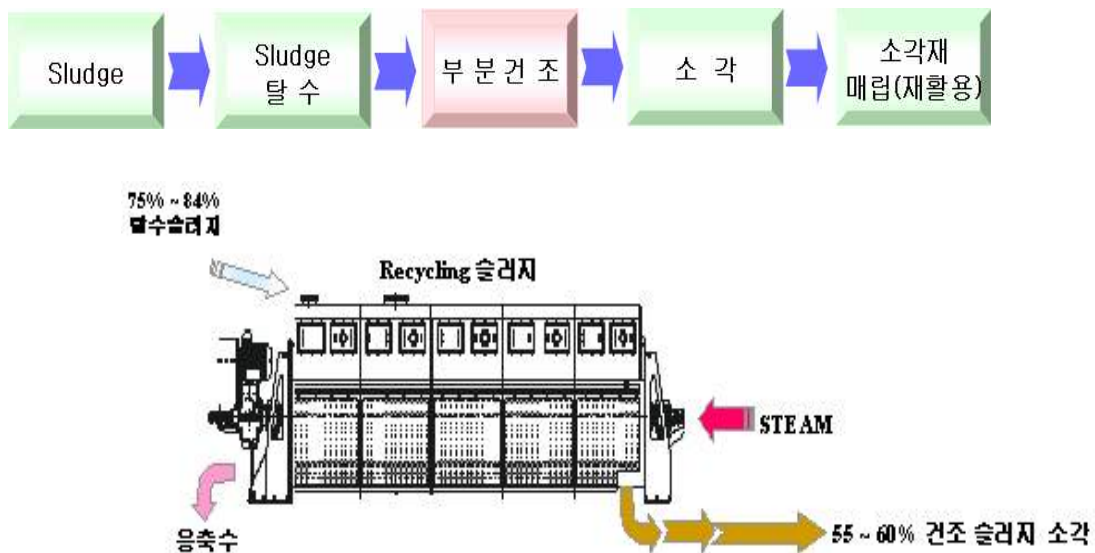 Sludge
Sludge
탈 수
부 분 건 조
소 각
소각재
매립(재활용)
75% ~ 84%
탈수슬러지
Recycling 슬러지
STEAM
응축수
55 ~ 60% 건조 슬러지 소각